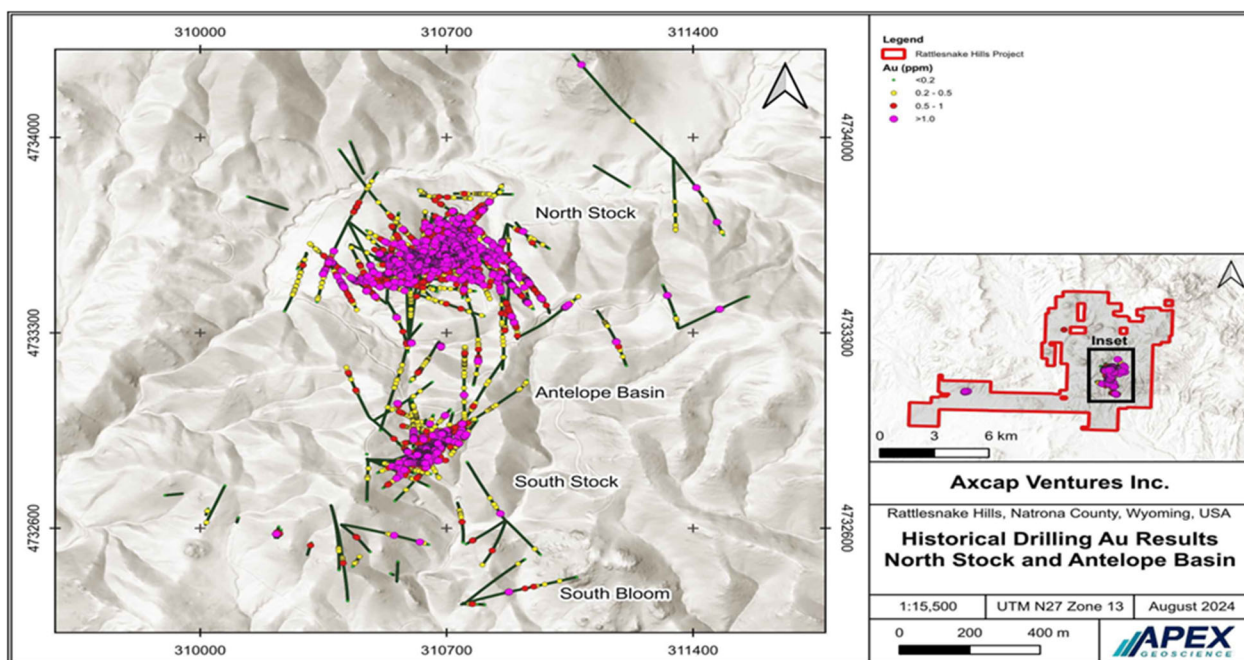 310000
310700
311400
4734000
4734000
4733300
4733300
4732600
4732600
North Stock
Antelope Basin
South Stock
South Bloom
310000
310700
311400
Legend
Rattlesnake Hills Project
Au (ppm)
<0.2
0.2 - 0.5
0.5 - 1
>1.0
Inset
0 3 6 km
Axcap Ventures Inc.
Rattlesnake Hills, Natrona County, Wyoming, USA
Historical Drilling Au Results
North Stock and Antelope Basin
1:15,500 UTM N27 Zone 13 August 2024
0 200 400 m
APEX
GEOSCIENCE